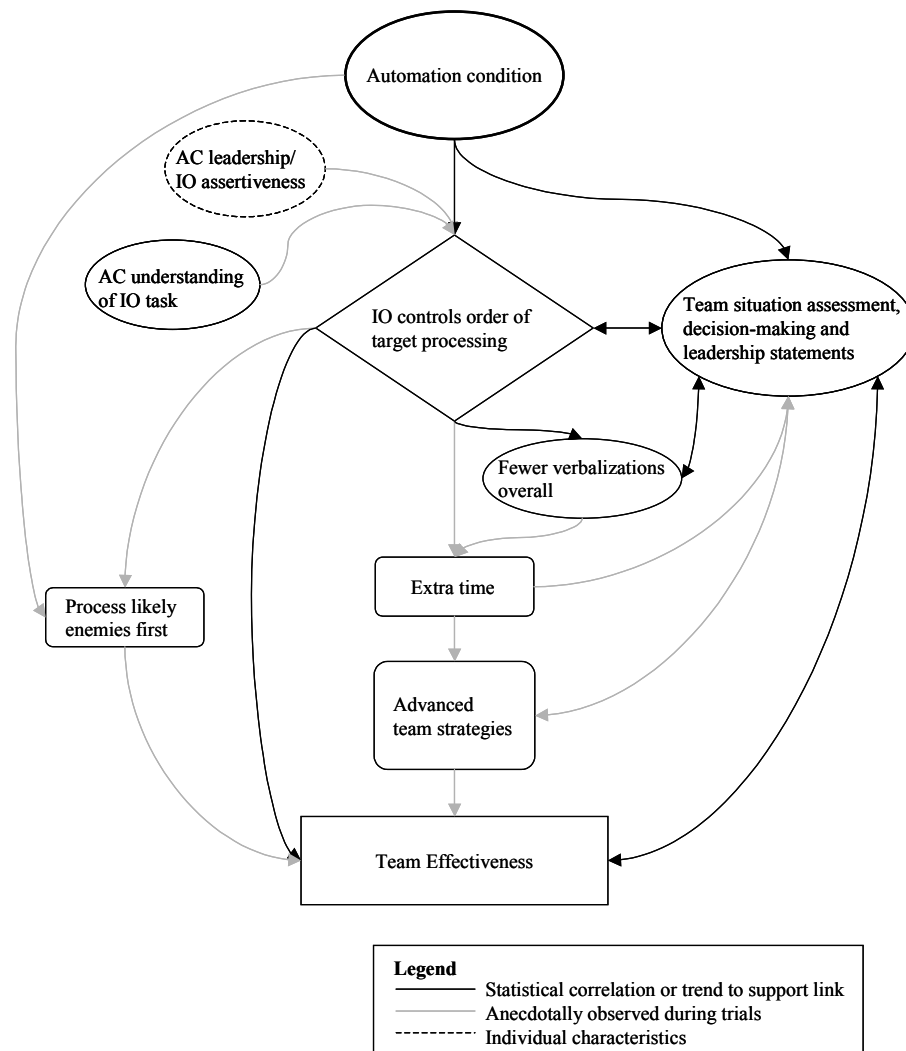 Automation condition
AC leadership/
IO assertiveness
AC understanding
of IO task
IO controls order of
target processing
Team situation assessment,
decision-making and
leadership statements
Fewer verbalizations
overall
Extra time
Process likely
enemies first
Advanced
team strategies
Team Effectiveness
Legend
Statistical correlation or trend to support link
Anecdotally observed during trials
Individual characteristics